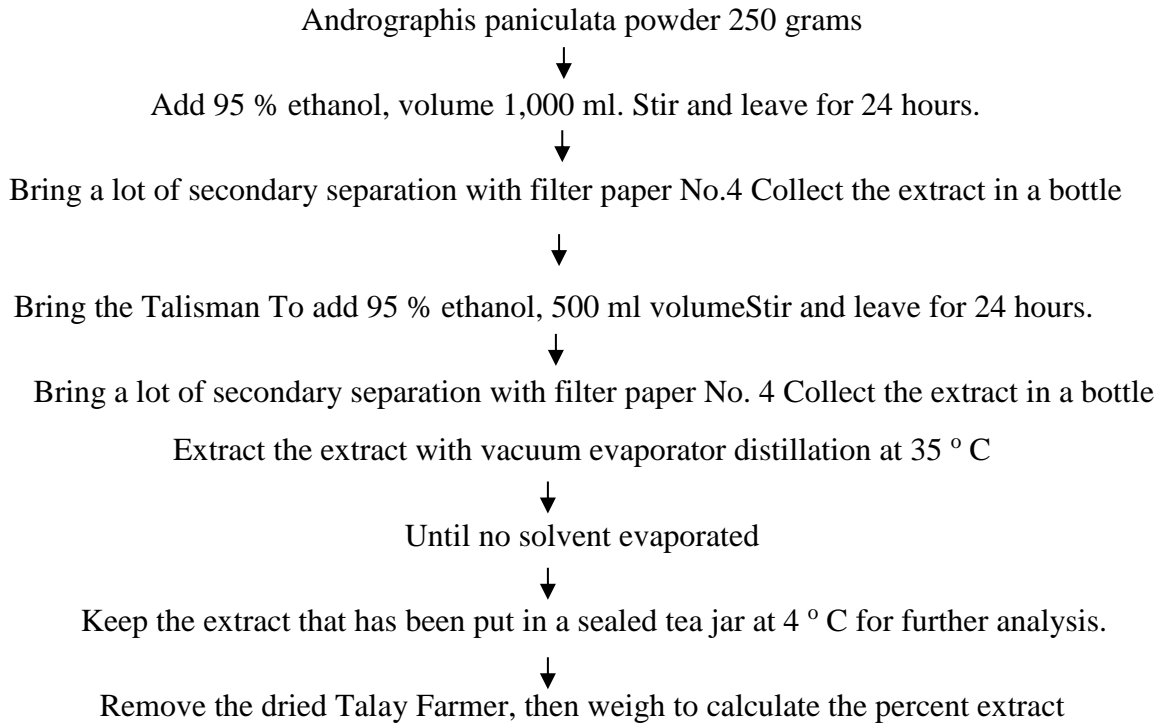 Andrographis paniculata powder 250 grams
Add 95 % ethanol, volume 1,000 ml. Stir and leave for 24 hours.
Bring a lot of secondary separation with filter paper No.4 Collect the extract in a bottle
Bring the Talisman To add 95 % ethanol, 500 ml volumeStir and leave for 24 hours.
Bring a lot of secondary separation with filter paper No. 4 Collect the extract in a bottle
Extract the extract with vacuum evaporator distillation at 35 ° C
Until no solvent evaporated
Keep the extract that has been put in a sealed tea jar at 4 ° C for further analysis.
Remove the dried Talay Farmer, then weigh to calculate the percent extract